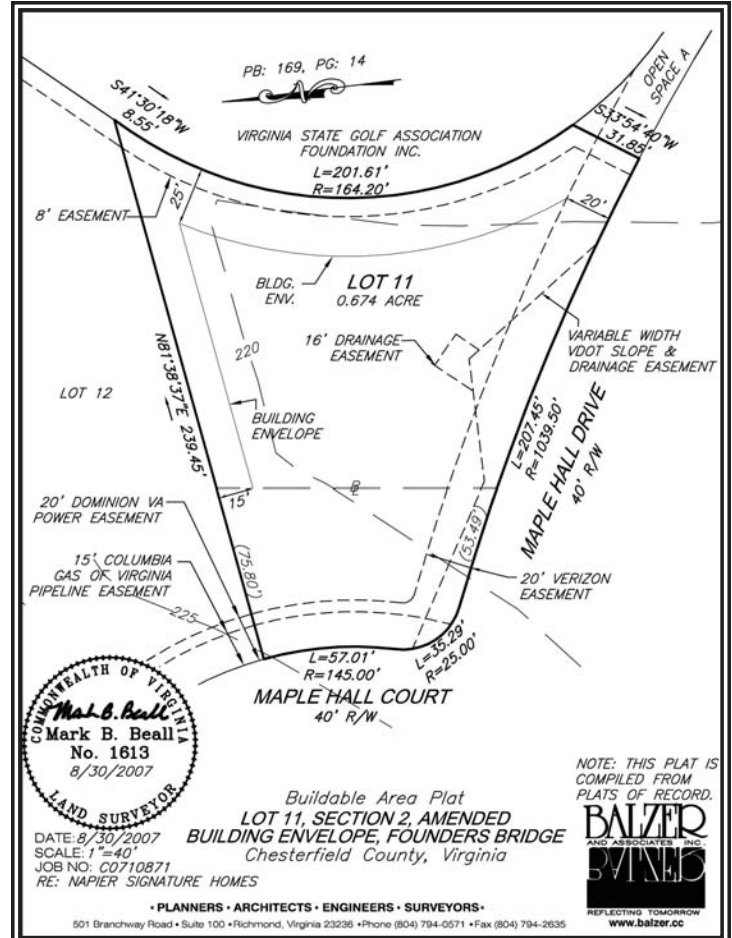 PB: 169, PG: 14
N
S41°30'18"W
8.55'
VIRGINIA STATE GOLF ASSOCIATION
FOUNDATION INC.
L=201.61'
R=164.20'
OPEN
SPACE A
S33°54'40"W
31.85'
8' EASEMENT
25'
20'
BLDG.
ENV.
LOT 11
0.674 ACRE
16' DRAINAGE
EASEMENT
VARIABLE WIDTH
VDOT SLOPE &
DRAINAGE EASEMENT
220
LOT 12
N81°38'37"E 239.45'
BUILDING
ENVELOPE
L=207.45'
R=1039.50'
MAPLE HALL DRIVE
40' R/W
BL
15'
20' DOMINION VA
POWER EASEMENT
(75.80')
(53.49')
15' COLUMBIA
GAS OF VIRGINIA
PIPELINE EASEMENT
225
20' VERIZON
EASEMENT
L=57.01'
R=145.00'
L=35.29'
R=25.00'
MAPLE HALL COURT
40' R/W
COMMONWEALTH OF VIRGINIA
Mark B. Beall
Mark B. Beall
No. 1613
8/30/2007
LAND SURVEYOR
NOTE: THIS PLAT IS
COMPILED FROM
PLATS OF RECORD.
Buildable Area Plat
LOT 11, SECTION 2, AMENDED
BUILDING ENVELOPE, FOUNDERS BRIDGE
Chesterfield County, Virginia
DATE: 8/30/2007
SCALE: 1"=40'
JOB NO: C0710871
RE: NAPIER SIGNATURE HOMES
BALZER
AND ASSOCIATES INC.
BALZER
REFLECTING TOMORROW
www.balzer.cc
• PLANNERS • ARCHITECTS • ENGINEERS • SURVEYORS •
501 Branchway Road • Suite 100 • Richmond, Virginia 23236 • Phone (804) 794-0571 • Fax (804) 794-2635